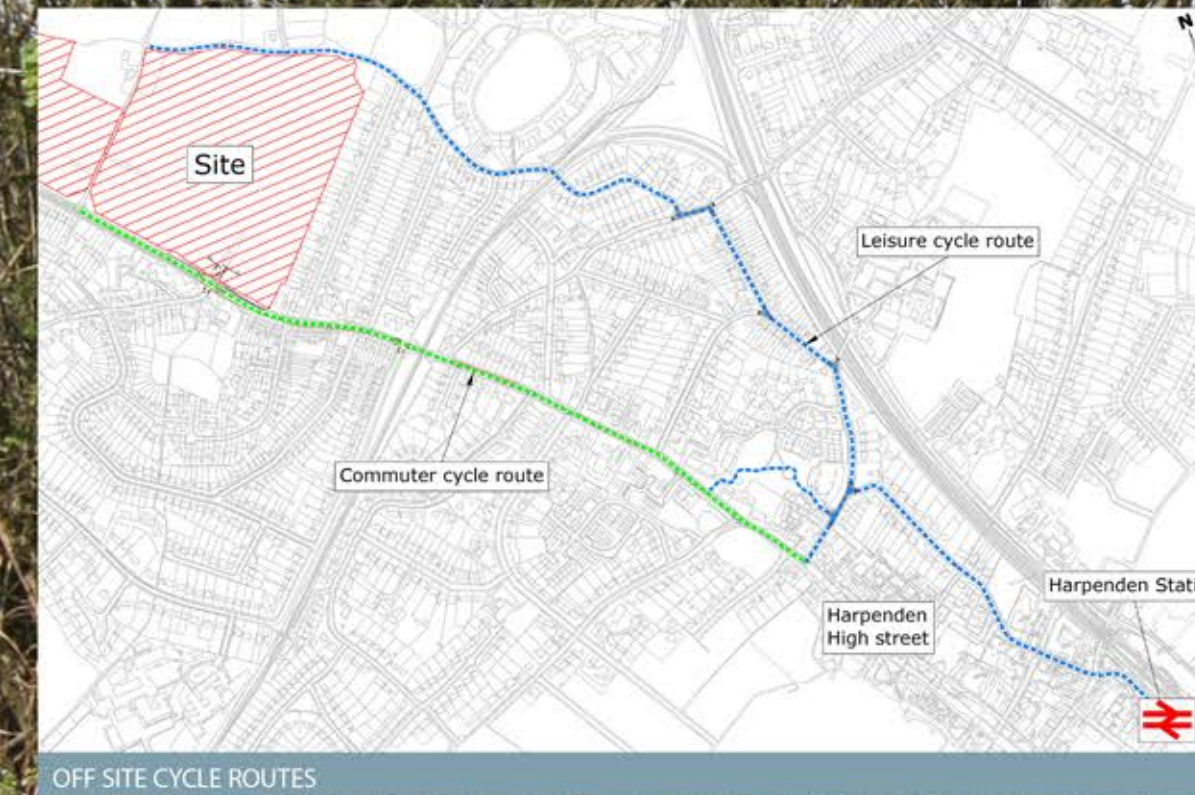 N
Site
Leisure cycle route
Commuter cycle route
Harpenden Stati
Harpenden
High street
OFF SITE CYCLE ROUTES